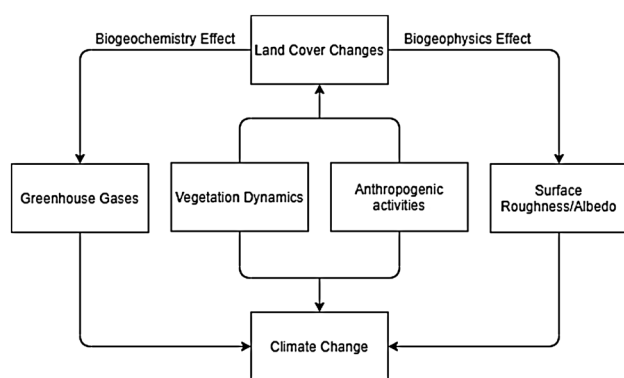 Biogeochemistry Effect
Land Cover Changes
Biogeophysics Effect
Greenhouse Gases
Vegetation Dynamics
Anthropogenic
activities
Surface
Roughness/Albedo
Climate Change